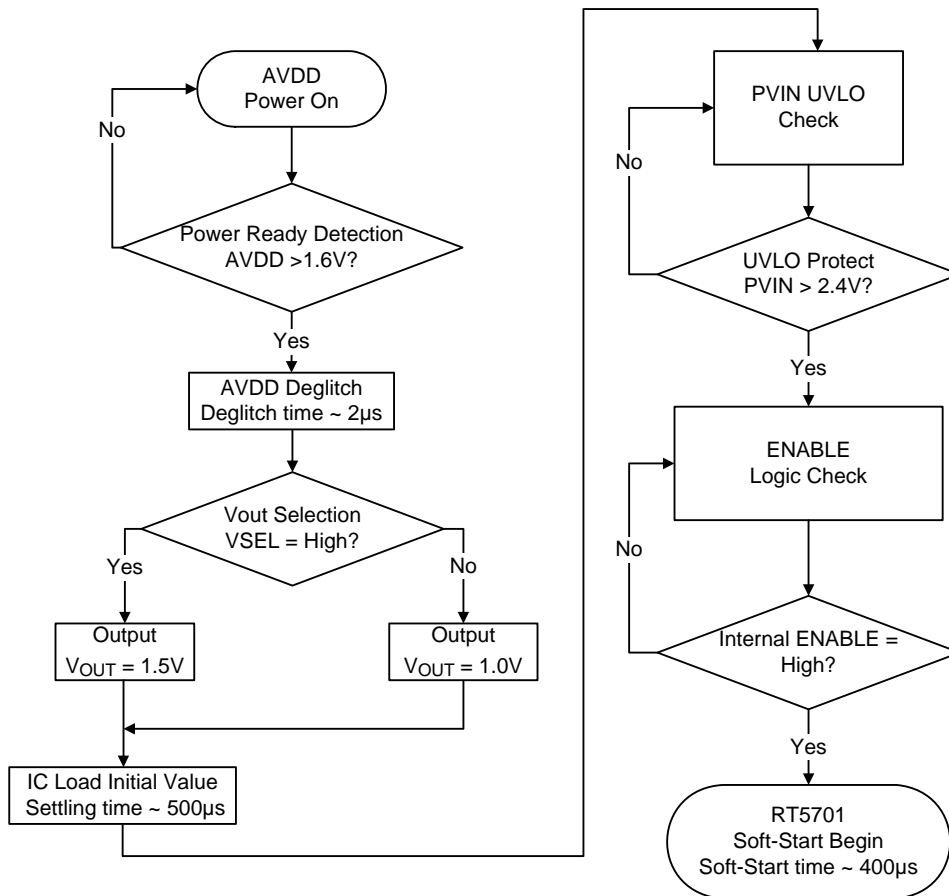 AVDD
Power On
No
Power Ready Detection
AVDD >1.6V?
Yes
AVDD Deglitch
Deglitch time ~ 2µs
Vout Selection
VSEL = High?
Yes
No
Output
VOUT = 1.5V
Output
VOUT = 1.0V
IC Load Initial Value
Settling time ~ 500µs
PVIN UVLO
Check
No
UVLO Protect
PVIN > 2.4V?
Yes
ENABLE
Logic Check
No
Internal ENABLE =
High?
Yes
RT5701
Soft-Start Begin
Soft-Start time ~ 400µs